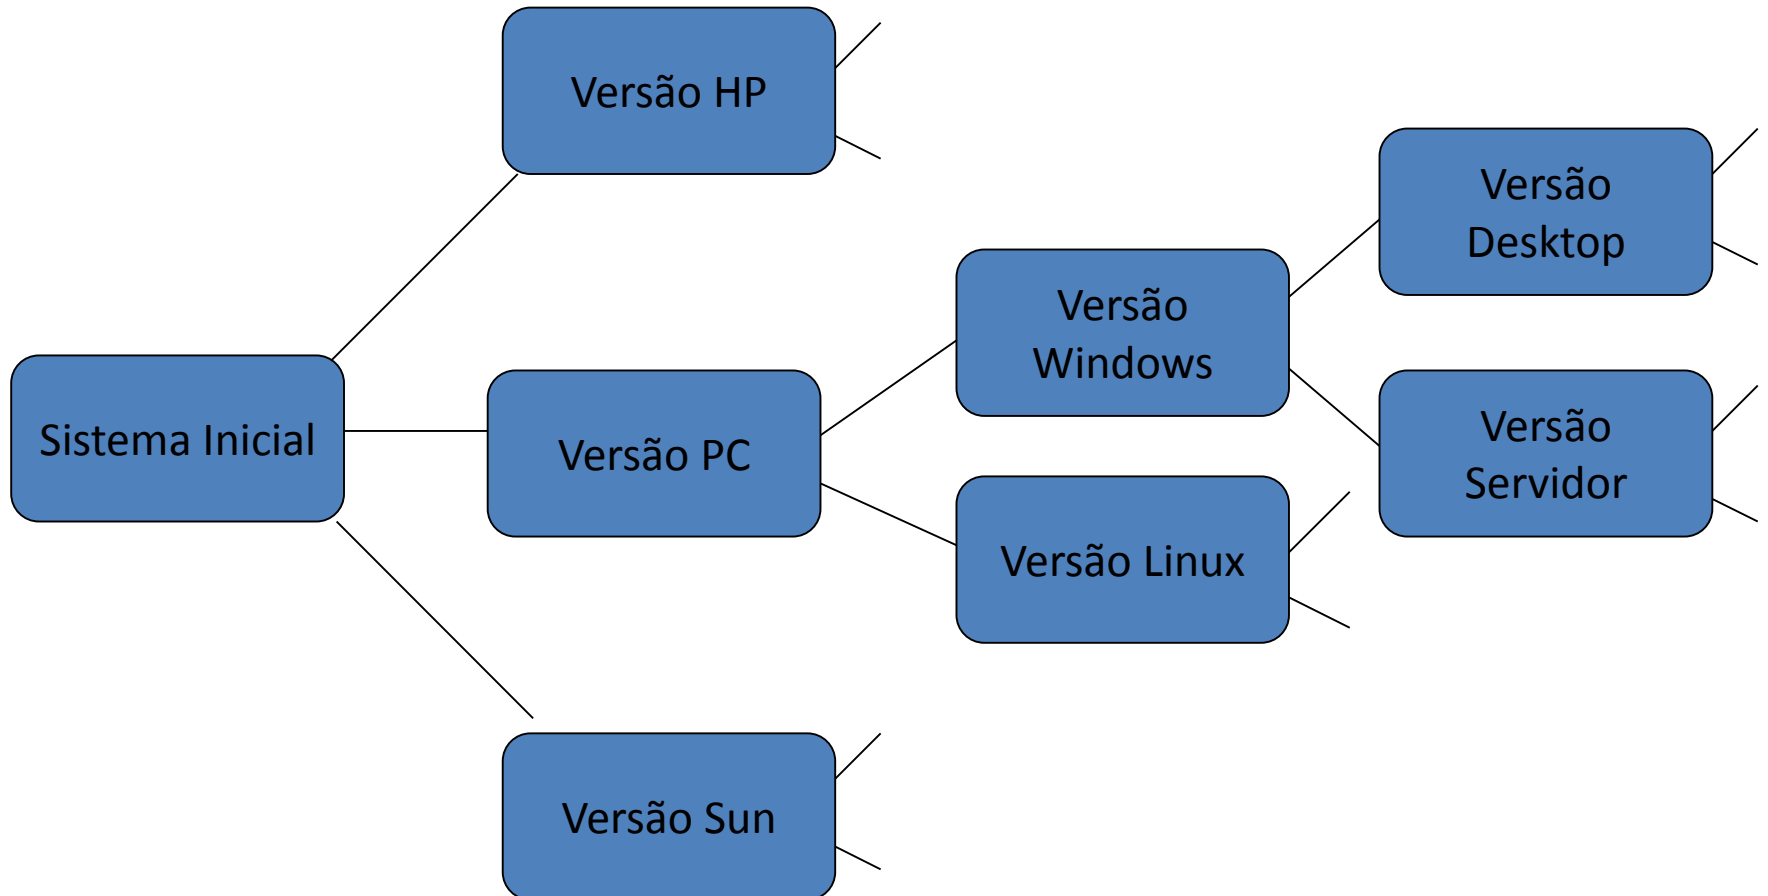 Versão HP
Versão
Desktop
Versão
Windows
Sistema Inicial
Versão PC
Versão
Servidor
Versão Linux
Versão Sun